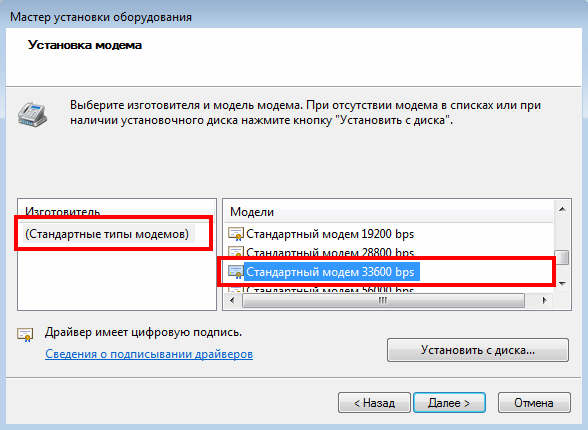 Мастер установки оборудования
Установка модема
Выберите изготовителя и модель модема. При отсутствии модема в списках или при
наличии установочного диска нажмите кнопку "Установить с диска".
Изготовитель
(Стандартные типы модемов)
Модели
Стандартный модем 19200 bps
Стандартный модем 28800 bps
Стандартный модем 33600 bps
Стандартный модем 56000 bps
Драйвер имеет цифровую подпись.
Сведения о подписывании драйверов
Установить с диска...
< Назад
Далее >
Отмена